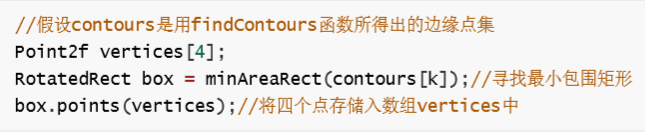 //假设contours是用findContours函数所得出的边缘点集
Point2f vertices[4];
RotatedRect box = minAreaRect(contours[k]);//寻找最小包围矩形
box.points(vertices);//将四个点存储入数组vertices中